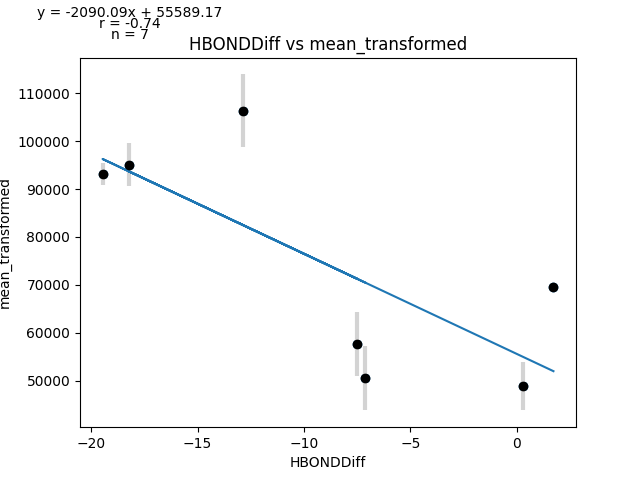 y = -2090.09x + 55589.17
r = -0.74
n = 7
HBONDDiff vs mean_transformed
110000
100000
90000
80000
70000
60000
50000
mean_transformed
−20
−15
−10
−5
0
HBONDDiff